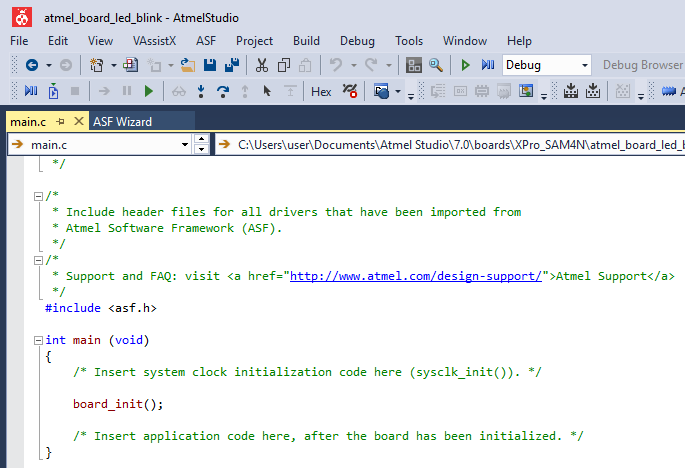 atmel_board_led_blink - AtmelStudio
File Edit View VAssistX ASF Project Build Debug Tools Window Help
Debug Debug Browser
Hex
main.c ASF Wizard
main.c C:\Users\user\Documents\Atmel Studio\7.0\boards\XPro_SAM4N\atmel_board_led_b
*/
/*
* Include header files for all drivers that have been imported from
* Atmel Software Framework (ASF).
*/
/*
* Support and FAQ: visit <a href="http://www.atmel.com/design-support/">Atmel Support</a>
*/
#include <asf.h>
int main (void)
{
/* Insert system clock initialization code here (sysclk_init()). */
board_init();
/* Insert application code here, after the board has been initialized. */
}